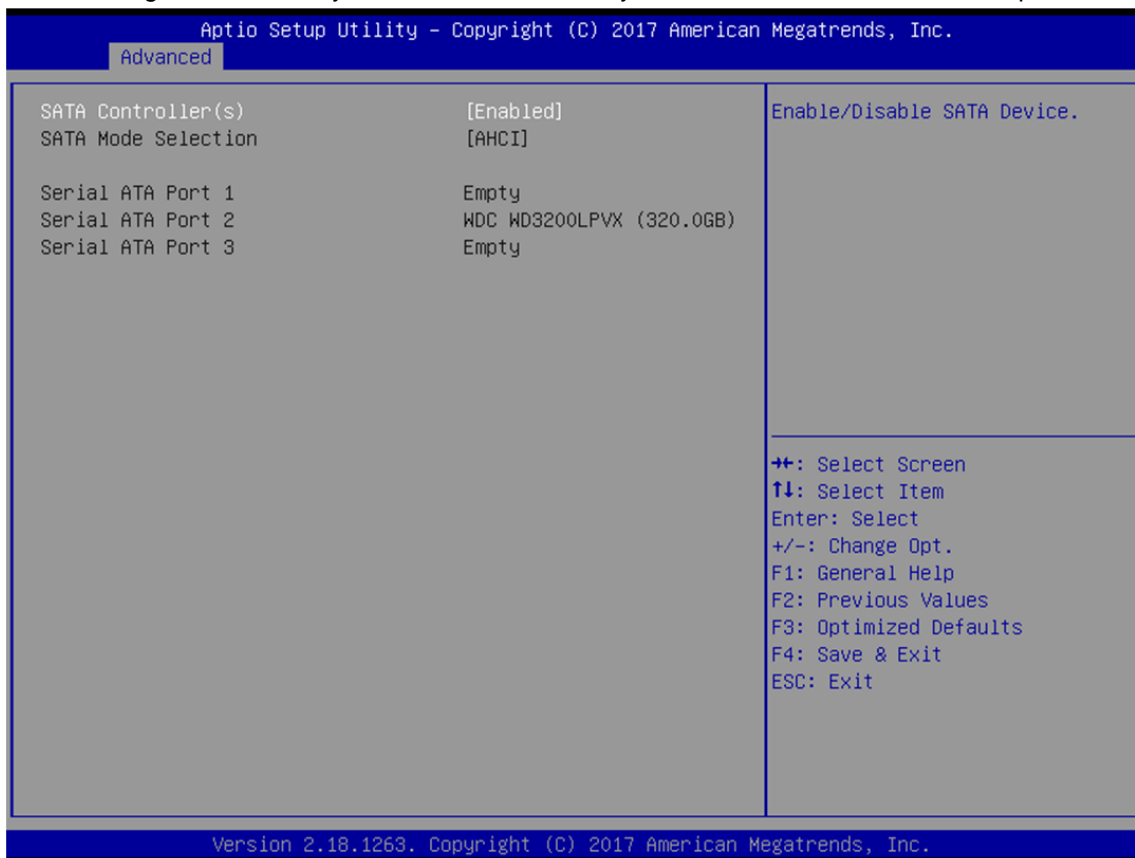 Aptio Setup Utility – Copyright (C) 2017 American Megatrends, Inc.
Advanced
SATA Controller(s) [Enabled]
SATA Mode Selection [AHCI]
Serial ATA Port 1 Empty
Serial ATA Port 2 WDC WD3200LPVX (320.0GB)
Serial ATA Port 3 Empty
Enable/Disable SATA Device.
→←: Select Screen
↑↓: Select Item
Enter: Select
+/-: Change Opt.
F1: General Help
F2: Previous Values
F3: Optimized Defaults
F4: Save & Exit
ESC: Exit
Version 2.18.1263. Copyright (C) 2017 American Megatrends, Inc.